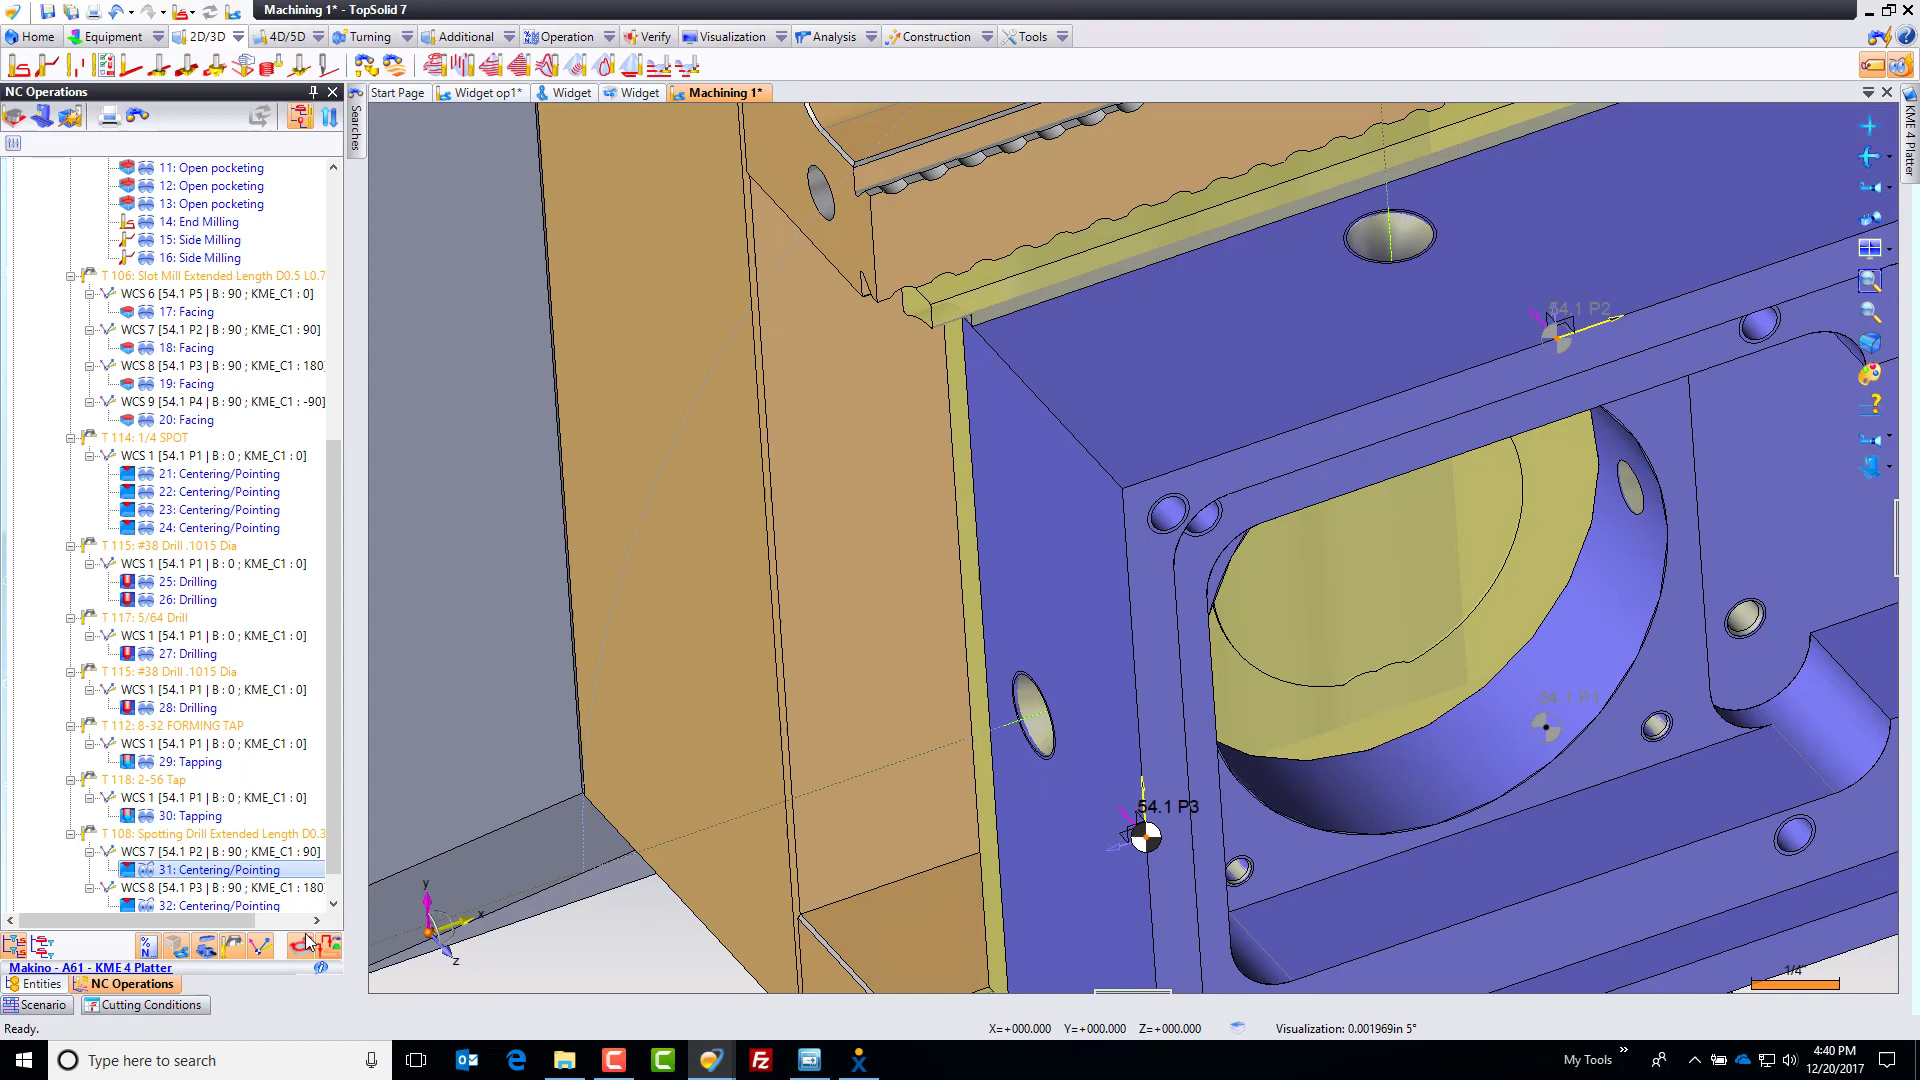 Machining 1* - TopSolid 7
Home Equipment 2D/3D 4D/5D Turning Additional Operation Verify Visualization Analysis Construction Tools
NC Operations
Start Page Widget op1* Widget Widget Machining 1*
Searches
KME 4 Platter
11: Open pocketing
12: Open pocketing
13: Open pocketing
14: End Milling
15: Side Milling
16: Side Milling
T 106: Slot Mill Extended Length D0.5 L0.7
WCS 6 [54.1 P5 | B : 90 ; KME_C1 : 0]
17: Facing
WCS 7 [54.1 P2 | B : 90 ; KME_C1 : 90]
18: Facing
WCS 8 [54.1 P3 | B : 90 ; KME_C1 : 180]
19: Facing
WCS 9 [54.1 P4 | B : 90 ; KME_C1 : -90]
20: Facing
T 114: 1/4 SPOT
WCS 1 [54.1 P1 | B : 0 ; KME_C1 : 0]
21: Centering/Pointing
22: Centering/Pointing
23: Centering/Pointing
24: Centering/Pointing
T 115: #38 Drill .1015 Dia
WCS 1 [54.1 P1 | B : 0 ; KME_C1 : 0]
25: Drilling
26: Drilling
T 117: 5/64 Drill
WCS 1 [54.1 P1 | B : 0 ; KME_C1 : 0]
27: Drilling
T 115: #38 Drill .1015 Dia
WCS 1 [54.1 P1 | B : 0 ; KME_C1 : 0]
28: Drilling
T 112: 8-32 FORMING TAP
WCS 1 [54.1 P1 | B : 0 ; KME_C1 : 0]
29: Tapping
T 118: 2-56 Tap
WCS 1 [54.1 P1 | B : 0 ; KME_C1 : 0]
30: Tapping
T 108: Spotting Drill Extended Length D0.3
WCS 7 [54.1 P2 | B : 90 ; KME_C1 : 90]
31: Centering/Pointing
WCS 8 [54.1 P3 | B : 90 ; KME_C1 : 180
32: Centering/Pointing
54.1 P2
54.1 P1
54.1 P3
y
x
z
1/4"
Makino - A61 - KME 4 Platter
Entities NC Operations
Scenario Cutting Conditions
Ready.
X=+000.000 Y=+000.000 Z=+000.000 Visualization: 0.001969in 5°
Type here to search
My Tools
4:40 PM
12/20/2017